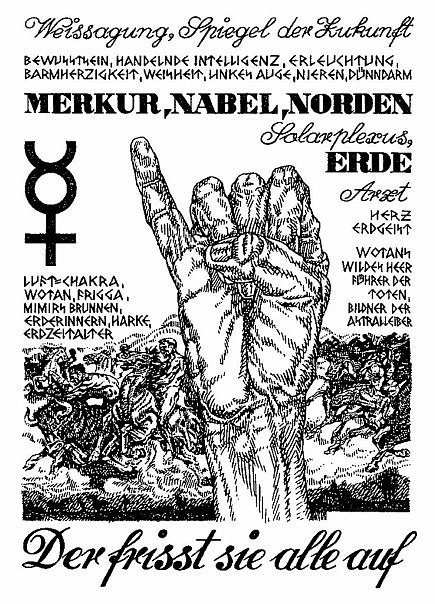 Weissagung, Spiegel der Zukunft
BEWUSSTSEIN, HANDELNDE INTELLIGENZ, ERLEUCHTUNG,
BARMHERZIGKEIT, WEISHEIT, LINKES AUGE, NIEREN, DÜNNDARM
MERKUR, NABEL, NORDEN
Solarplexus,
ERDE
Arzt
HERZ
ERDGEIST
WOTANS
WILDES HEER
FÜHRER DER
TOTEN,
BILDNER DER
ASTRALLEIBER
LUFT=CHAKRA,
WOTAN, FRIGGA,
MIMIRS BRUNNEN,
ERDERINNERN, HARKE,
ERDZEITALTER
Der frisst sie alle auf